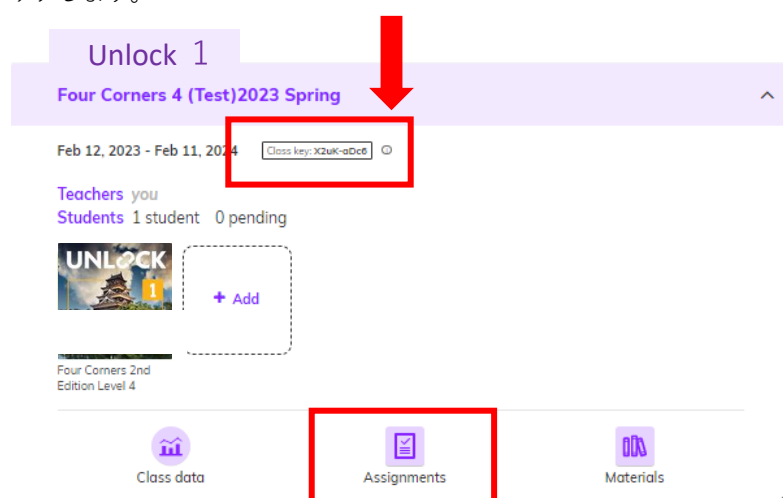 Unlock 1
Four Corners 4 (Test)2023 Spring
Feb 12, 2023 - Feb 11, 2024 Class key: X2uK-aDc6
Teachers you
Students 1 student 0 pending
UNLOCK
1
+ Add
Four Corners 2nd
Edition Level 4
Class data Assignments Materials